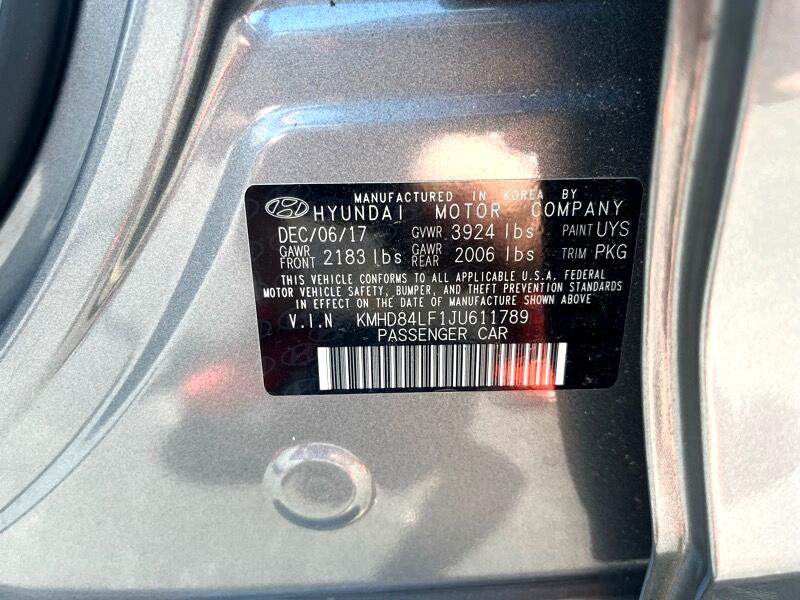 MANUFACTURED IN KOREA BY
HYUNDAI MOTOR COMPANY
DEC/06/17 GVWR 3924 lbs PAINT UYS
GAWR FRONT 2183 lbs GAWR REAR 2006 lbs TRIM PKG
THIS VEHICLE CONFORMS TO ALL APPLICABLE U.S.A. FEDERAL
MOTOR VEHICLE SAFETY, BUMPER, AND THEFT PREVENTION STANDARDS
IN EFFECT ON THE DATE OF MANUFACTURE SHOWN ABOVE
V.I.N KMHD84LF1JU611789
PASSENGER CAR